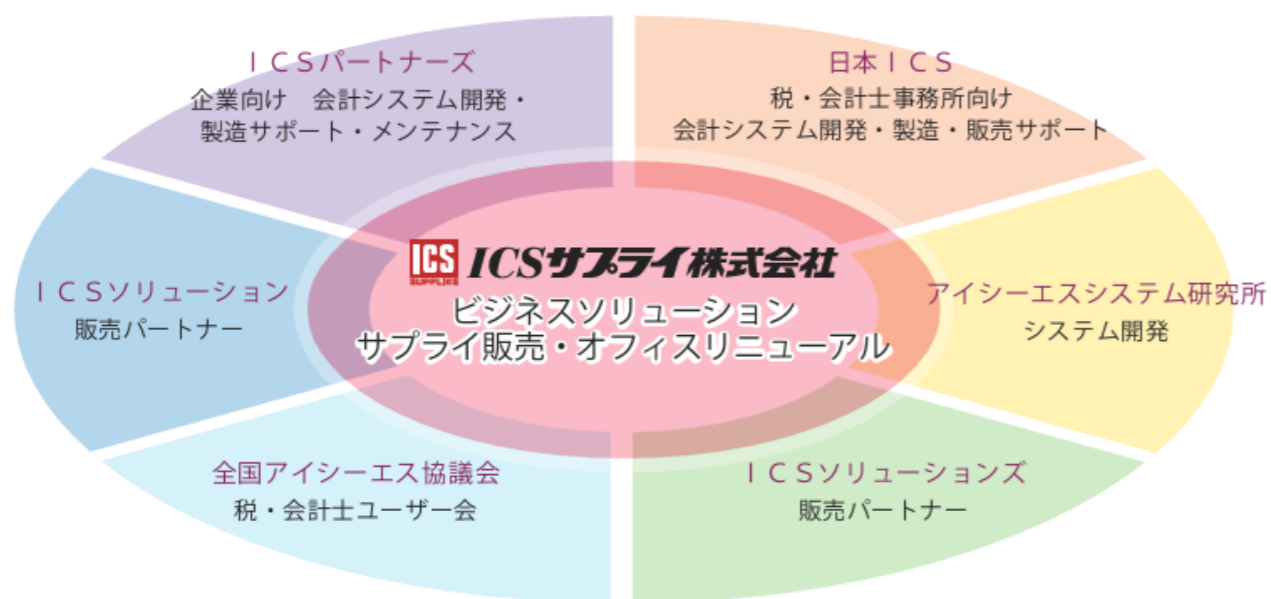 ＩＣＳパートナーズ
企業向け　会計システム開発・
製造サポート・メンテナンス
日本ＩＣＳ
税・会計士事務所向け
会計システム開発・製造・販売サポート
ICS
SUPPLIES
ICSサプライ株式会社
ビジネスソリューション
サプライ販売・オフィスリニューアル
ＩＣＳソリューション
販売パートナー
アイシーエスシステム研究所
システム開発
全国アイシーエス協議会
税・会計士ユーザー会
ＩＣＳソリューションズ
販売パートナー